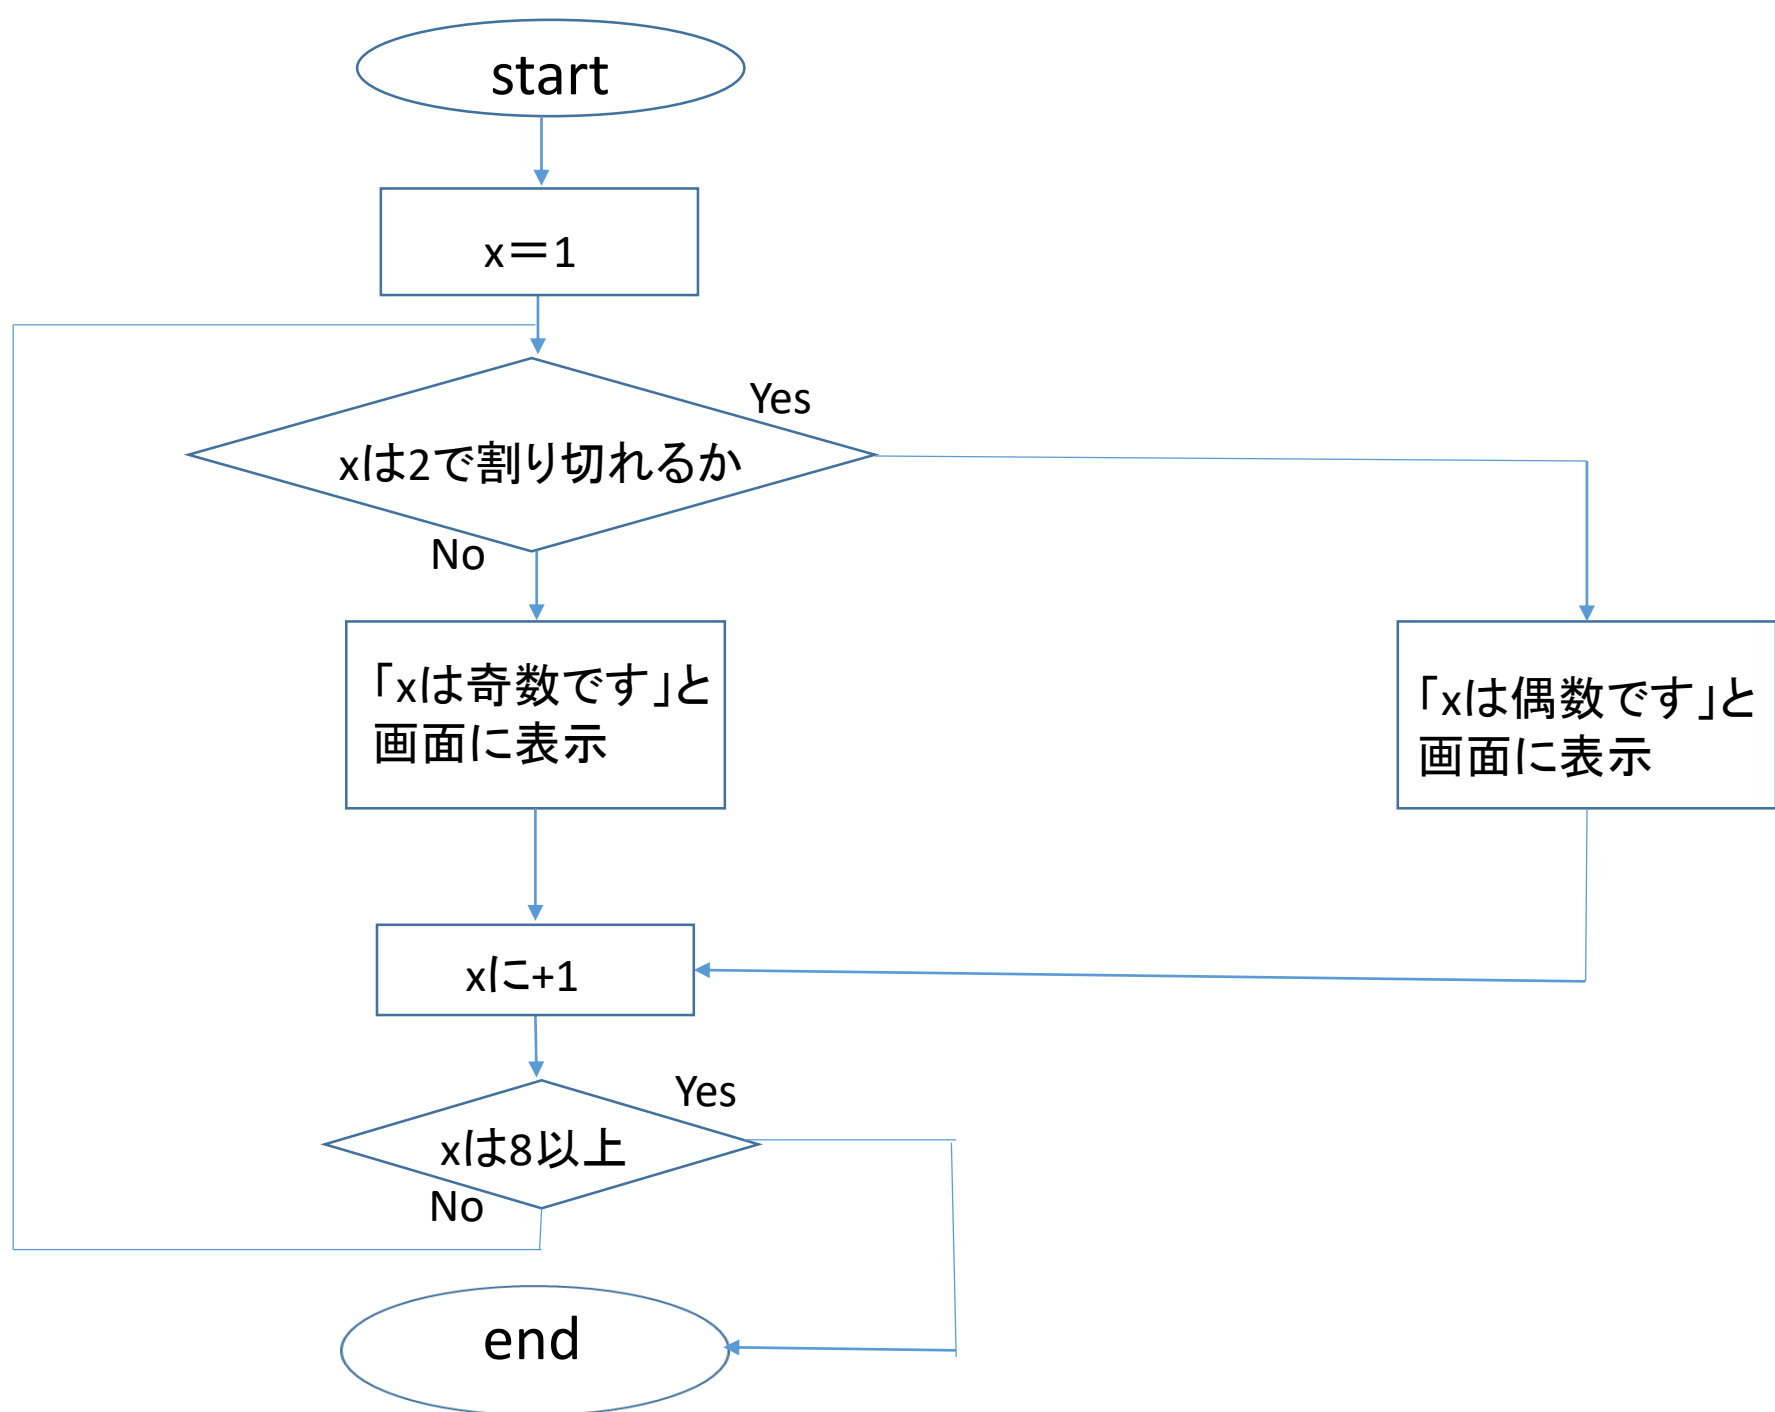 start
x＝1
Yes
xは2で割り切れるか
No
「xは奇数です」と
画面に表示
「xは偶数です」と
画面に表示
xに+1
Yes
xは8以上
No
end